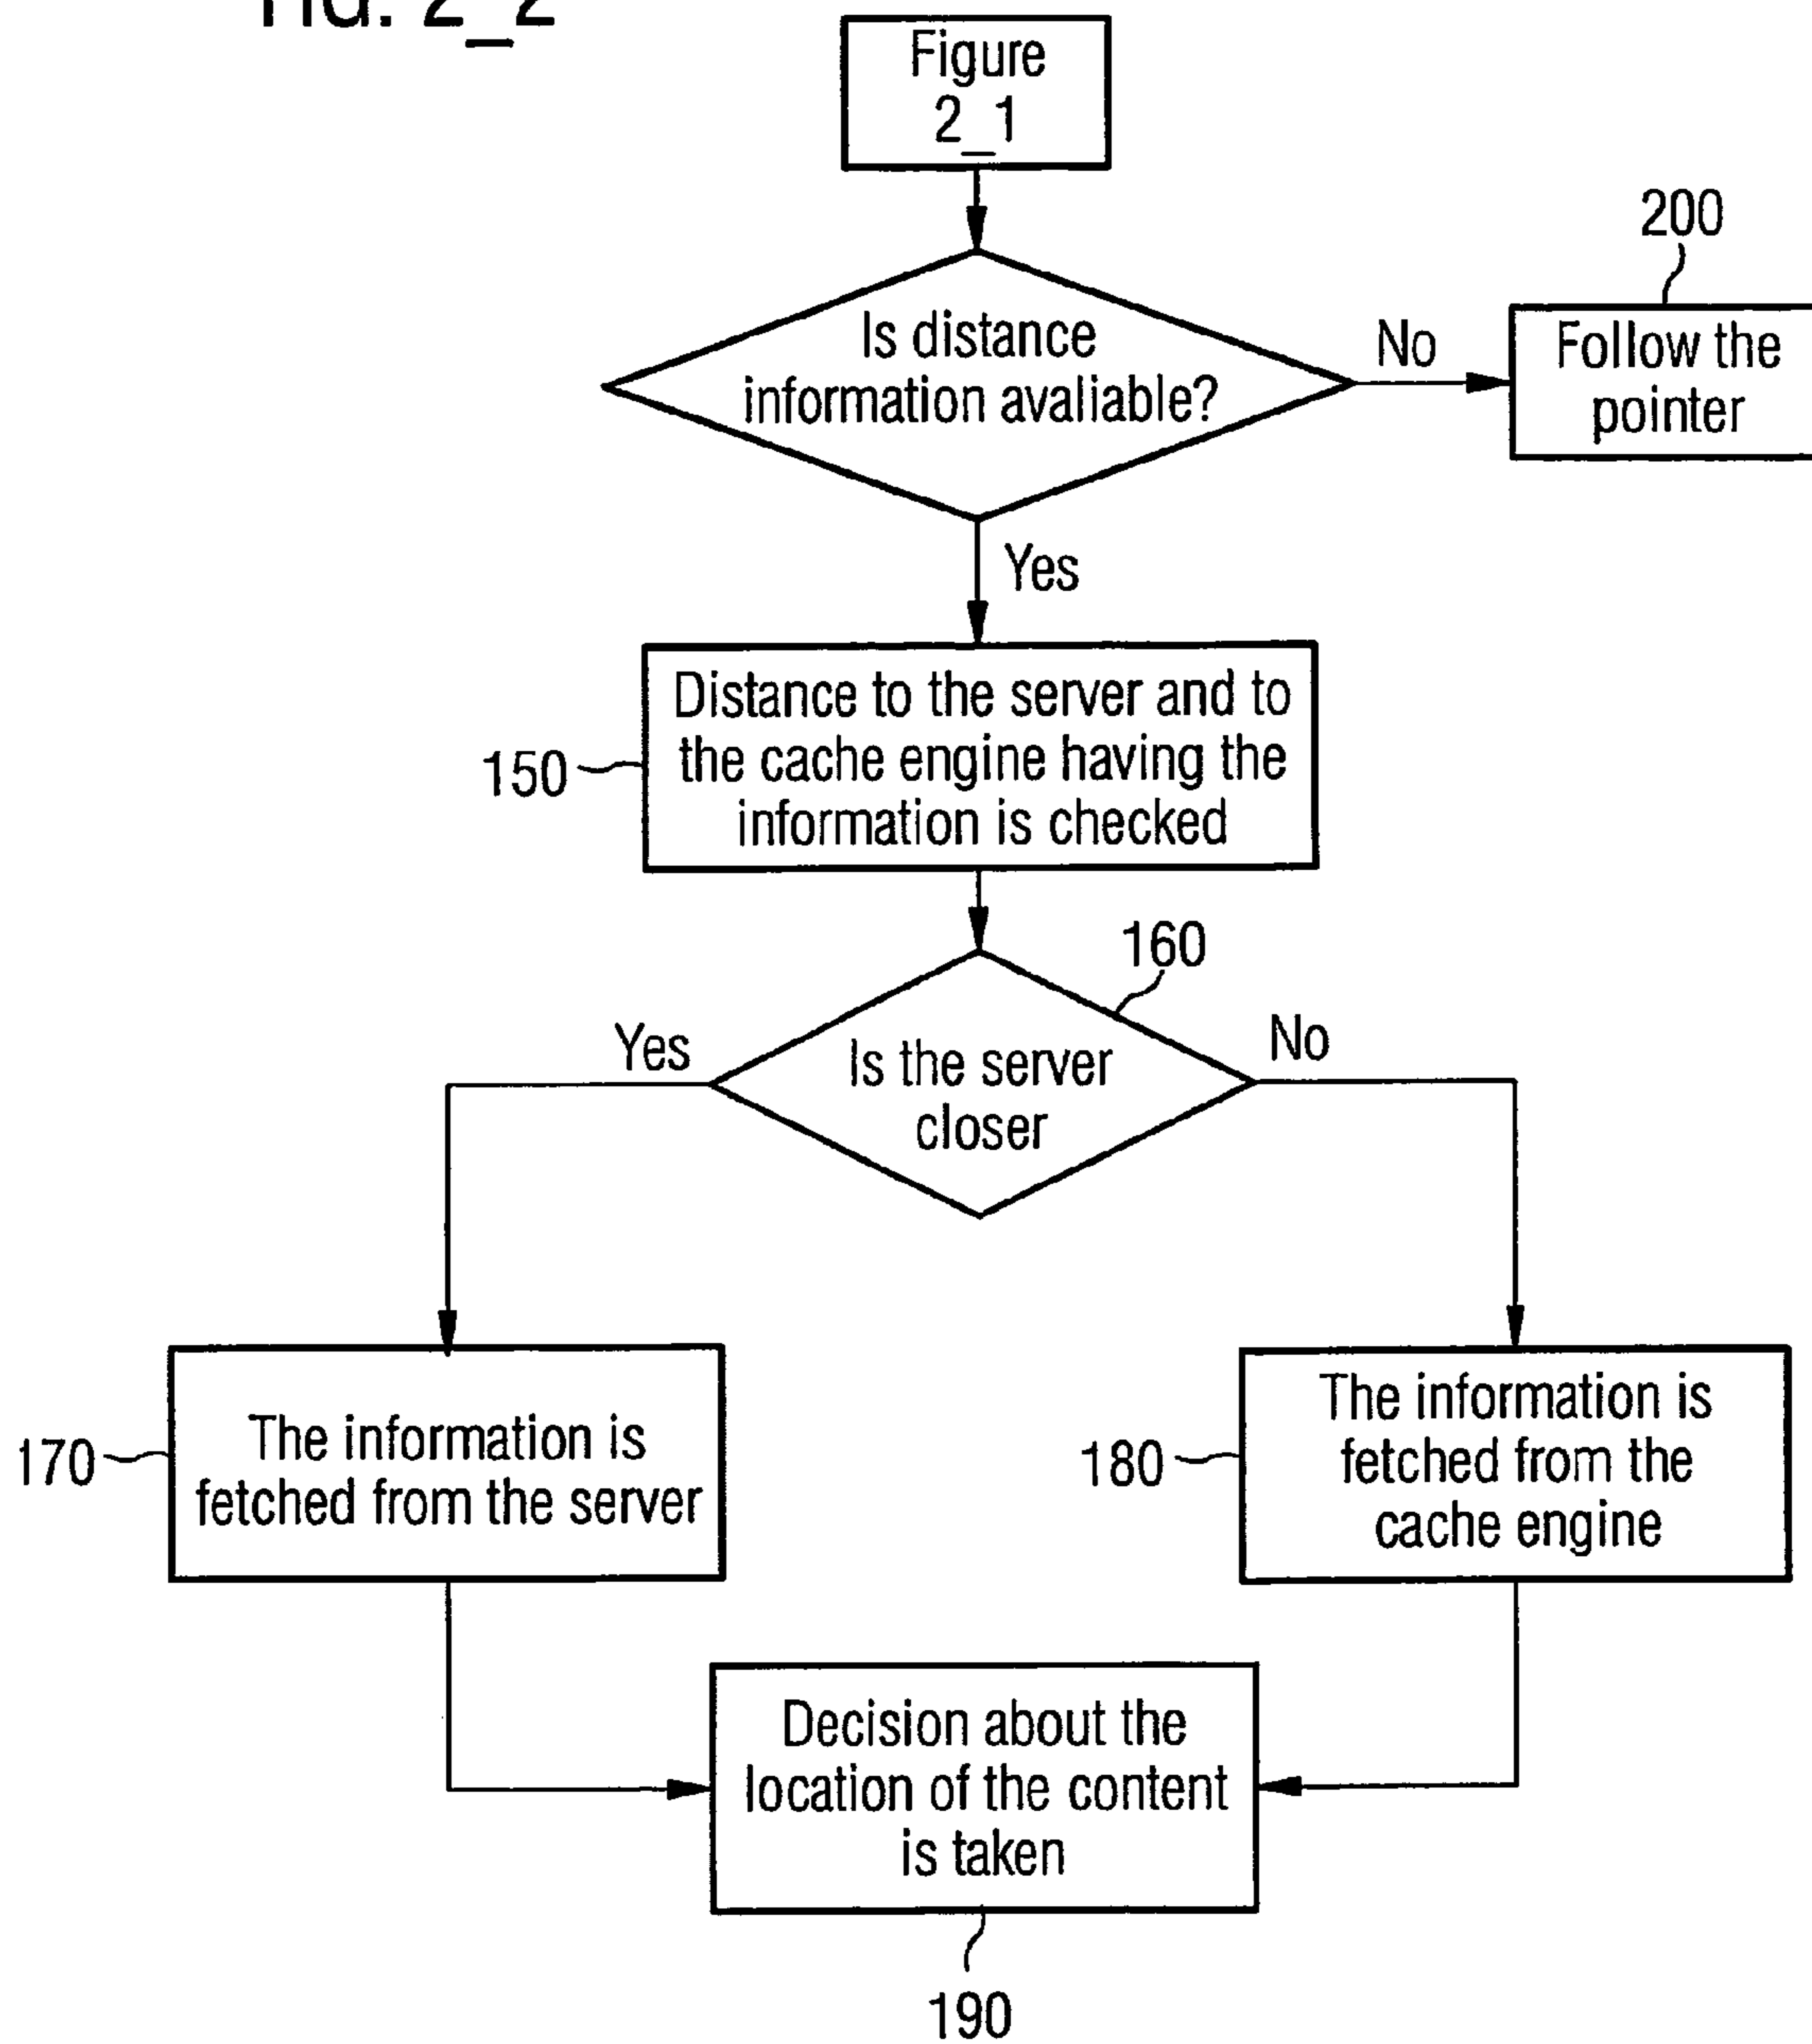 FIG. 2_2
Figure
2_1
200
Is distance
information avaliable?
No
Follow the
pointer
Yes
150
Distance to the server and to
the cache engine having the
information is checked
160
Yes
Is the server
closer
No
170
The information is
fetched from the server
180
The information is
fetched from the
cache engine
Decision about the
location of the content
is taken
190